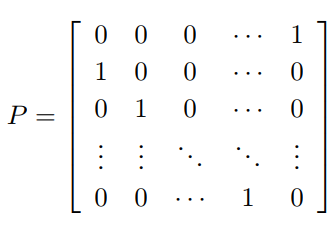 0 0 0 ⋯ 1
1 0 0 ⋯ 0
P = 0 1 0 ⋯ 0
⋮ ⋮ ⋱ ⋱ ⋮
0 0 ⋯ 1 0